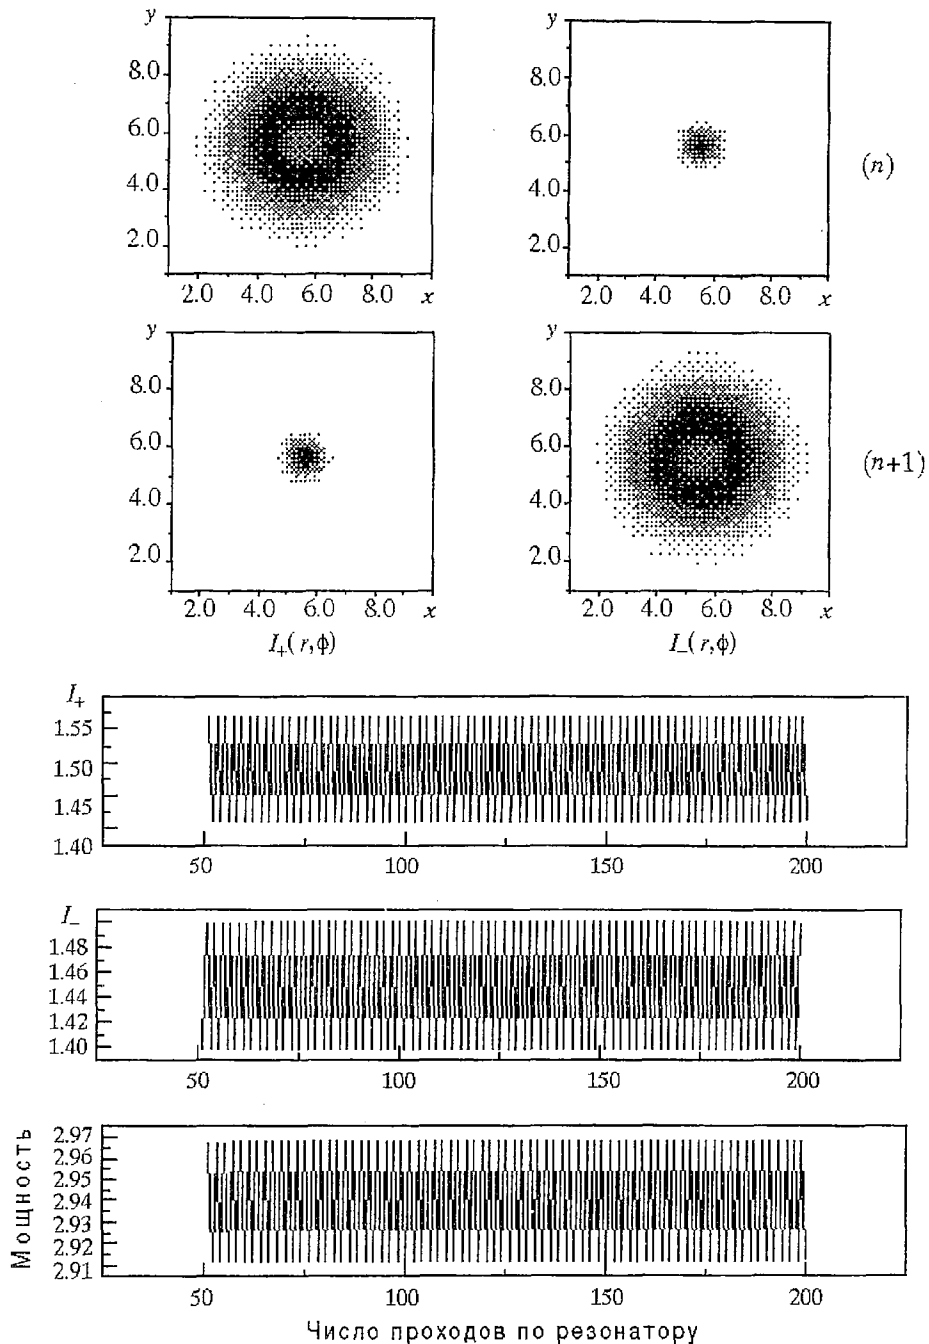 y
8.0
6.0
4.0
2.0
2.0 4.0 6.0 8.0 x
y
8.0
6.0
4.0
2.0
2.0 4.0 6.0 8.0 x
(n)
y
8.0
6.0
4.0
2.0
2.0 4.0 6.0 8.0 x
I₊(r,ϕ)
y
8.0
6.0
4.0
2.0
2.0 4.0 6.0 8.0 x
I₋(r,ϕ)
(n+1)
I₊
1.55
1.50
1.45
1.40
50 100 150 200
I₋
1.48
1.46
1.44
1.42
1.40
50 100 150 200
Мощность
2.97
2.96
2.95
2.94
2.93
2.92
2.91
50 100 150 200
Число проходов по резонатору